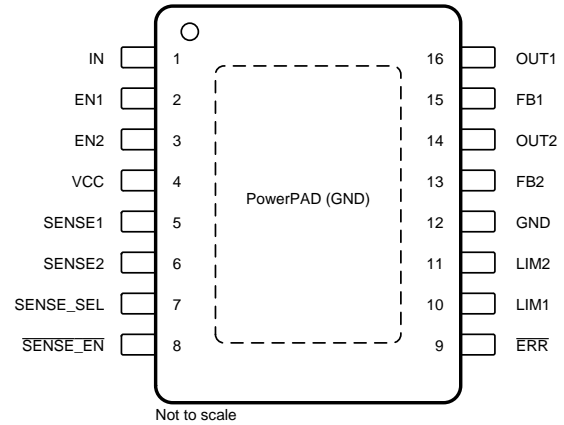 IN 1 16 OUT1
EN1 2 15 FB1
EN2 3 14 OUT2
VCC 4 13 FB2
PowerPAD (GND)
SENSE1 5 12 GND
SENSE2 6 11 LIM2
SENSE_SEL 7 10 LIM1
SENSE_EN 8 9 ERR
Not to scale